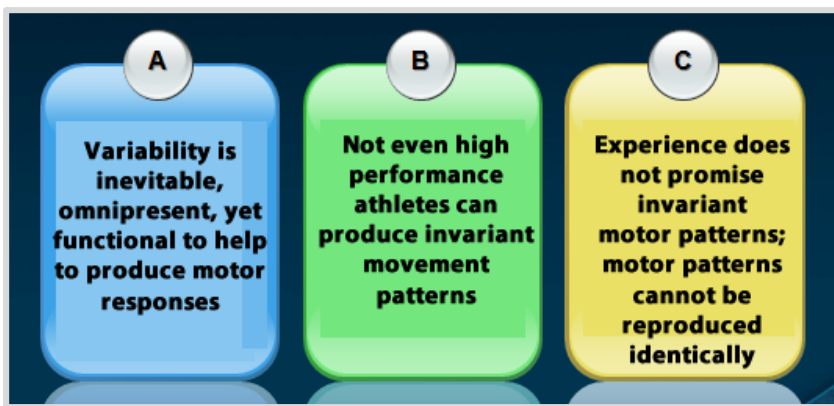 A
Variability is
inevitable,
omnipresent, yet
functional to help
to produce motor
responses
B
Not even high
performance
athletes can
produce invariant
movement
patterns
C
Experience does
not promise
invariant
motor patterns;
motor patterns
cannot be
reproduced
identically